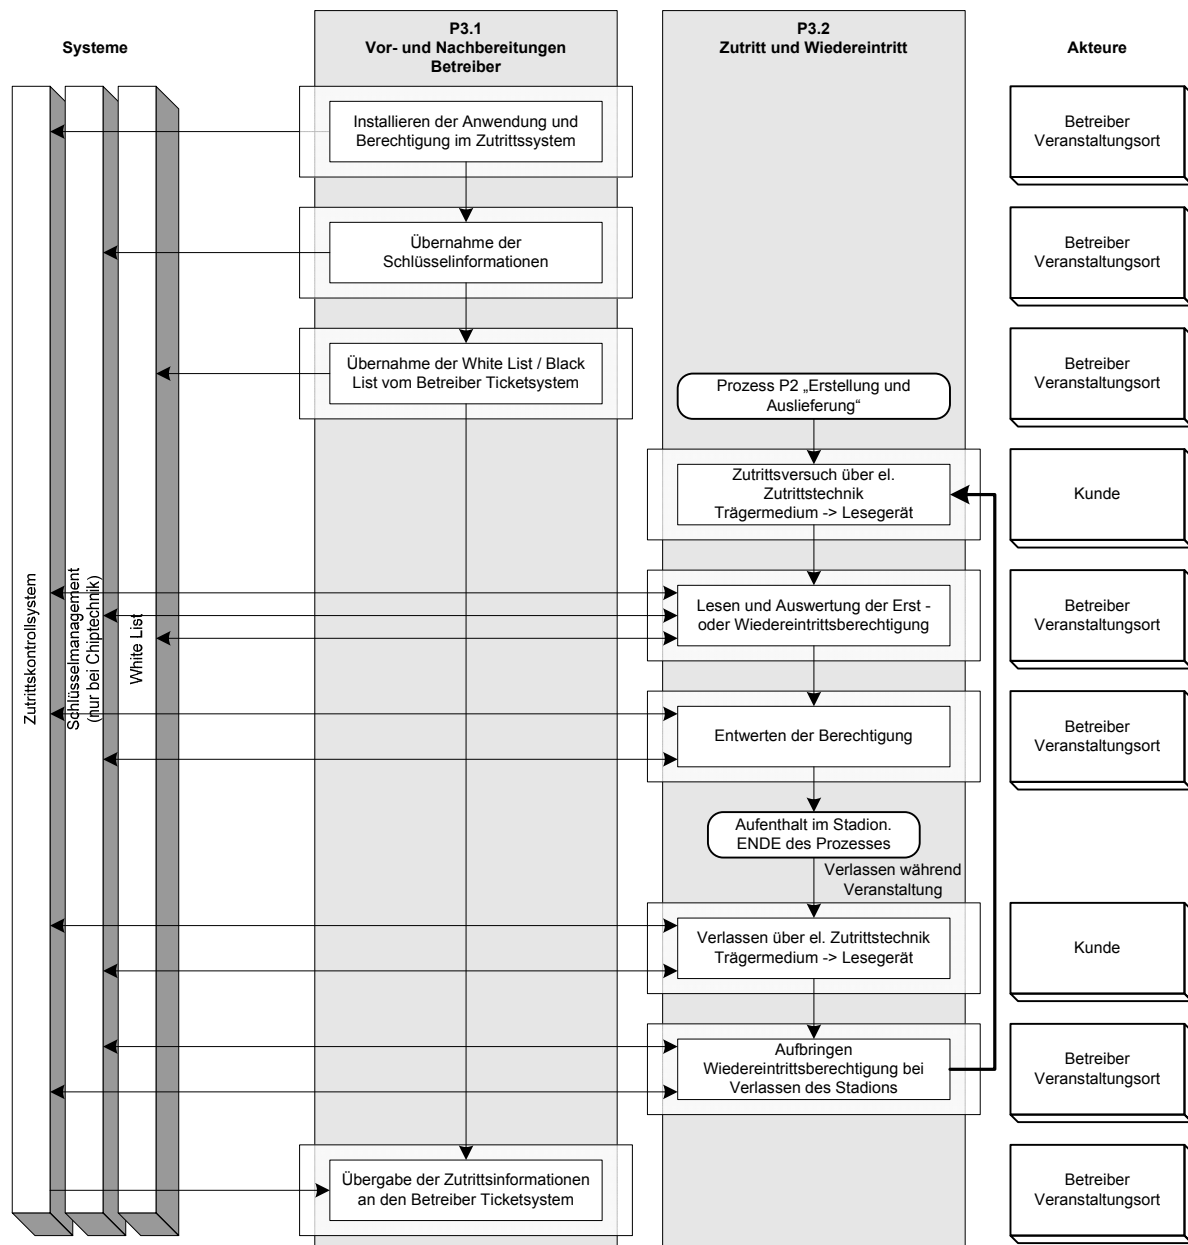 Systeme
P3.1
Vor- und Nachbereitungen
Betreiber
P3.2
Zutritt und Wiedereintritt
Akteure
Installieren der Anwendung und
Berechtigung im Zutrittssystem
Betreiber
Veranstaltungsort
Übernahme der
Schlüsselinformationen
Betreiber
Veranstaltungsort
Übernahme der White List / Black
List vom Betreiber Ticketsystem
Prozess P2 „Erstellung und
Auslieferung“
Betreiber
Veranstaltungsort
Zutrittsversuch über el.
Zutrittstechnik
Trägermedium -> Lesegerät
Kunde
Zutrittskontrollsystem
Schlüsselmanagement
(nur bei Chiptechnik)
White List
Lesen und Auswertung der Erst -
oder Wiedereintrittsberechtigung
Betreiber
Veranstaltungsort
Entwerten der Berechtigung
Betreiber
Veranstaltungsort
Aufenthalt im Stadion.
ENDE des Prozesses
Verlassen während
Veranstaltung
Verlassen über el. Zutrittstechnik
Trägermedium -> Lesegerät
Kunde
Aufbringen
Wiedereintrittsberechtigung bei
Verlassen des Stadions
Betreiber
Veranstaltungsort
Übergabe der Zutrittsinformationen
an den Betreiber Ticketsystem
Betreiber
Veranstaltungsort